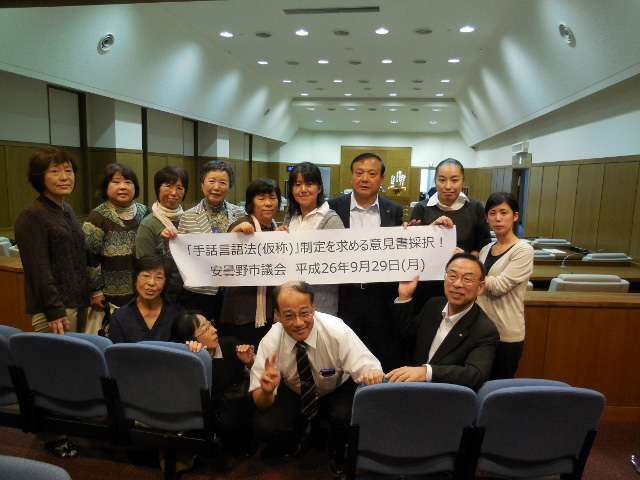 「手話言語法(仮称)」制定を求める意見書採択！
安曇野市議会 平成26年9月29日(月)